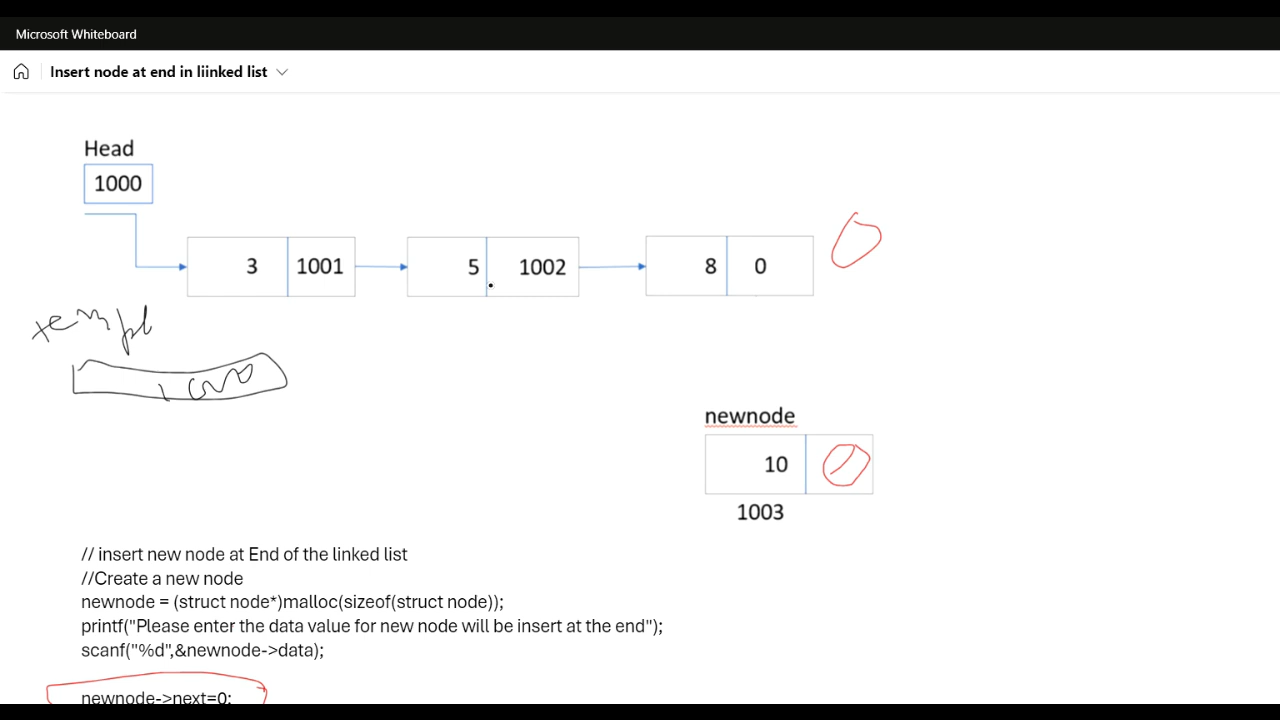 Microsoft Whiteboard
Insert node at end in liinked list
Head
1000
3 1001 5 1002 8 0
temp
newnode
10
1003
// insert new node at End of the linked list
//Create a new node
newnode = (struct node*)malloc(sizeof(struct node));
printf("Please enter the data value for new node will be insert at the end");
scanf("%d",&newnode->data);
newnode->next=0;